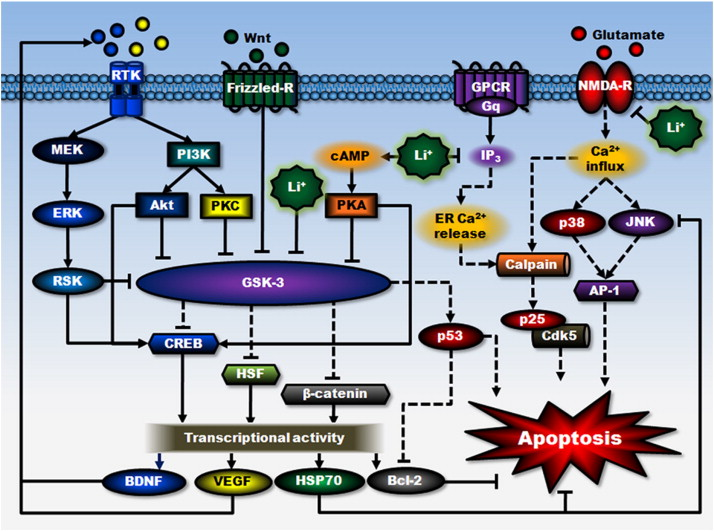 Wnt
Glutamate
RTK
Frizzled-R
GPCR
Gq
NMDA-R
Li⁺
MEK
PI3K
cAMP
Li⁺
IP₃
Ca²⁺
influx
Li⁺
Akt
PKC
PKA
ERK
ER Ca²⁺
release
p38
JNK
RSK
GSK-3
Calpain
AP-1
p25
Cdk5
CREB
p53
HSF
β-catenin
Transcriptional activity
Apoptosis
BDNF
VEGF
HSP70
Bcl-2